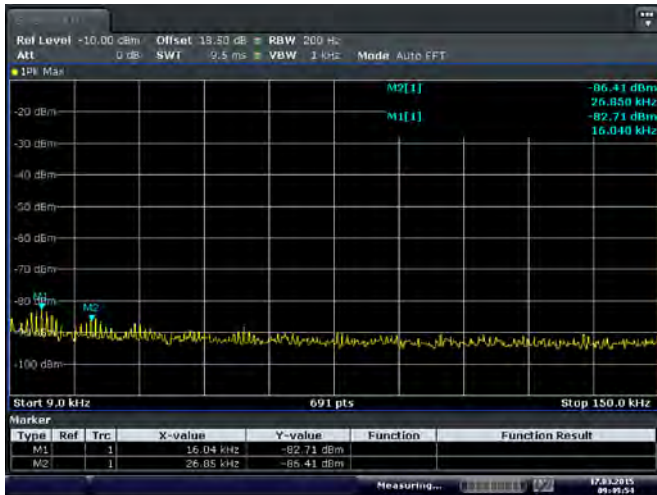 Ref Level -10.00 dBm Offset 18.50 dB RBW 200 Hz
Att 0 dB SWT 9.5 ms VBW 1 kHz Mode Auto FFT
1Pk Max
M2[1] -86.41 dBm
26.850 kHz
M1[1] -82.71 dBm
16.040 kHz
-20 dBm
-30 dBm
-40 dBm
-50 dBm
-60 dBm
-70 dBm
-80 dBm
M1
M2
-100 dBm
Start 9.0 kHz 691 pts Stop 150.0 kHz
Marker
Type Ref Trc X-value Y-value Function Function Result
M1 1 16.04 kHz -82.71 dBm
M2 1 26.85 kHz -86.41 dBm
Measuring... 17.03.2015
09:49:54